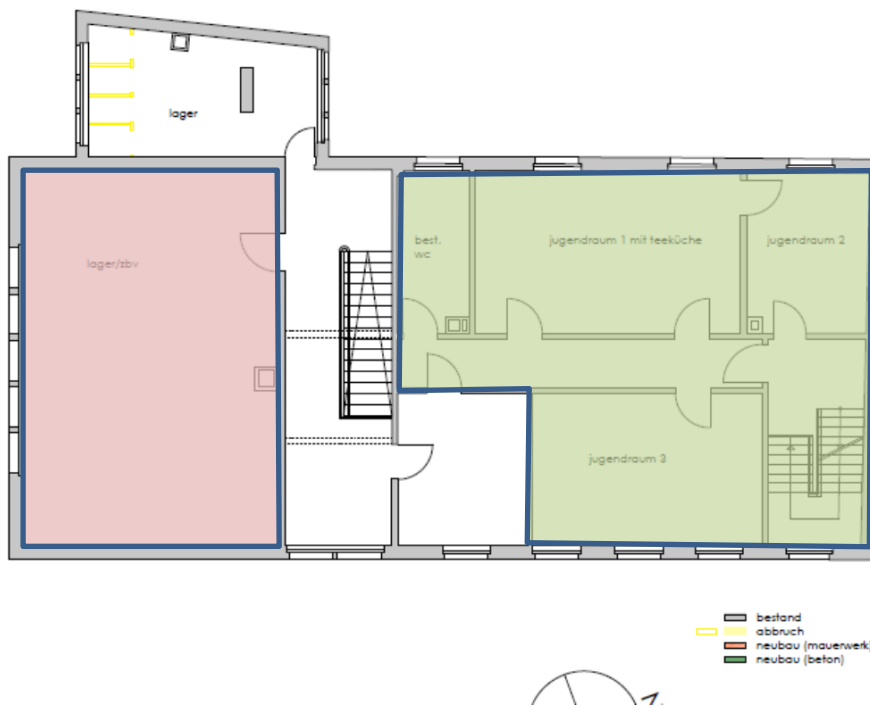 lager
lager/zbv
best.
wc
jugendraum 1 mit teeküche
jugendraum 2
jugendraum 3
bestand
abbruch
neubau (mauerwerk)
neubau (beton)
N